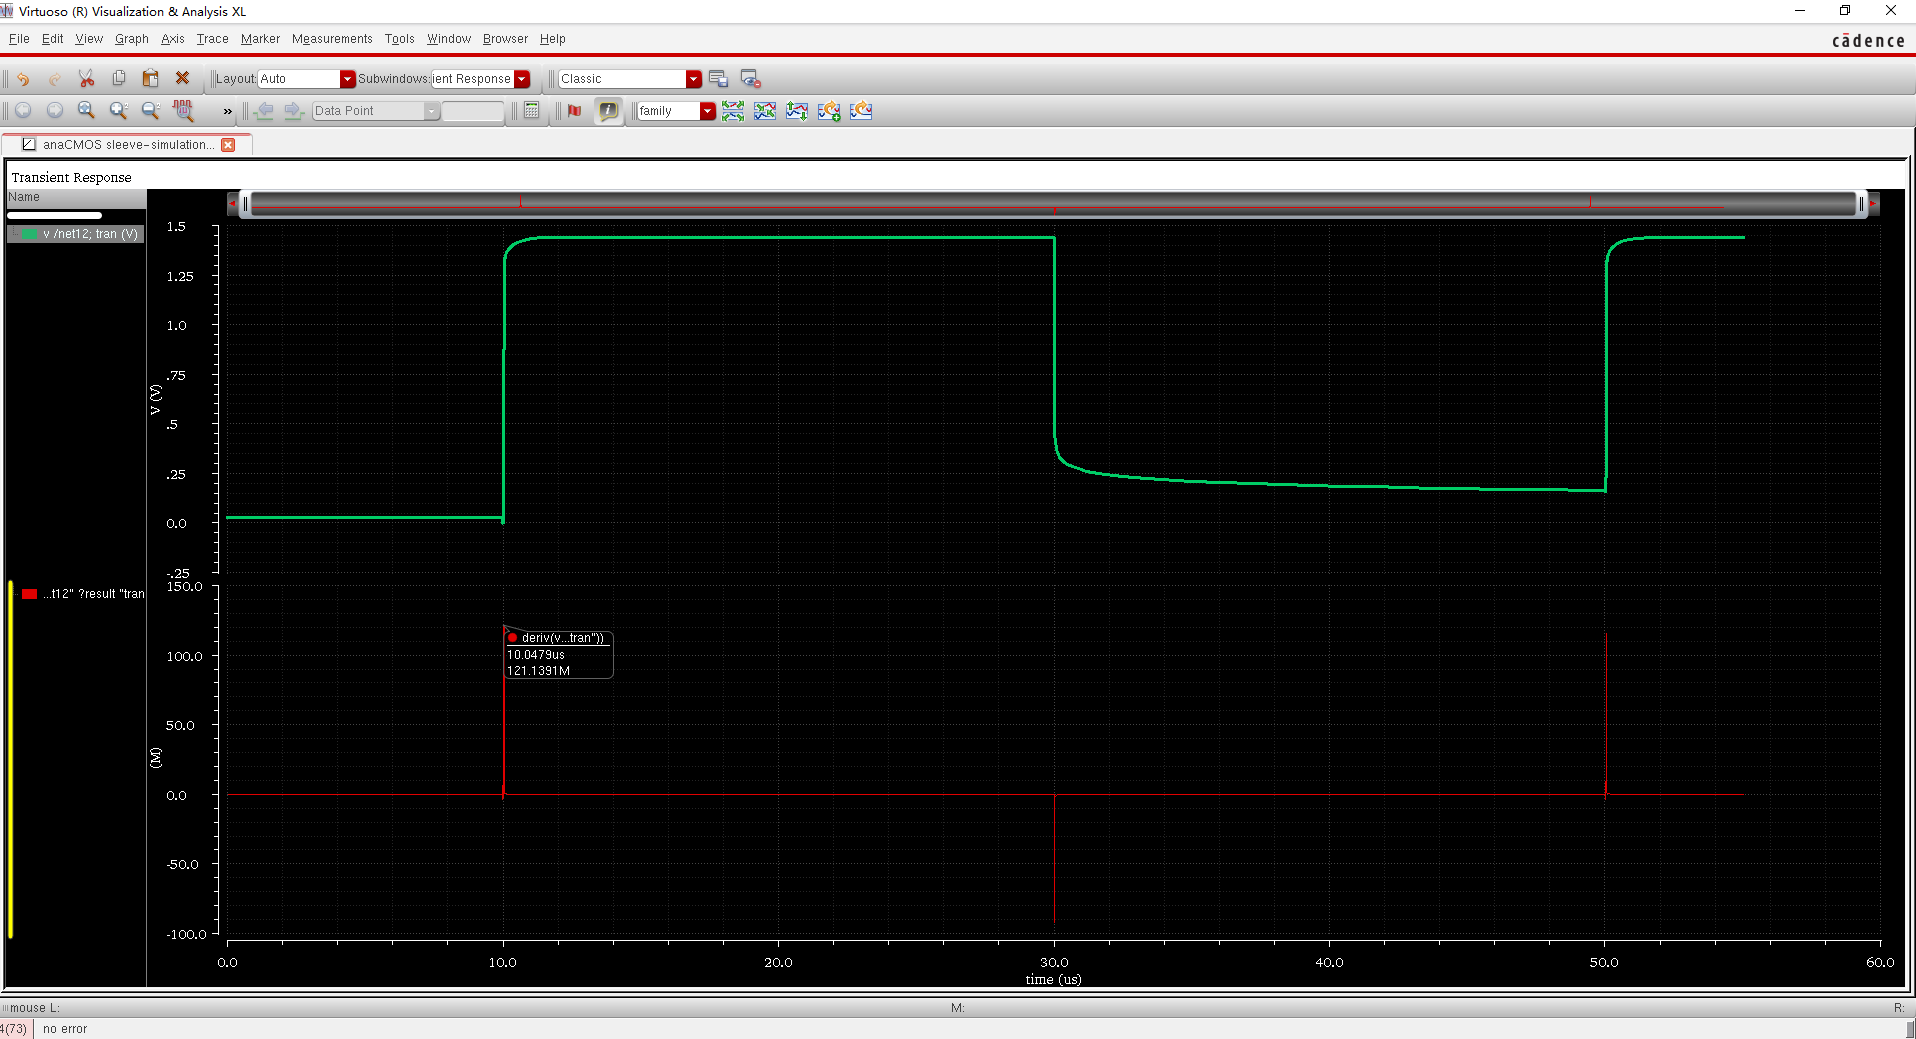 Virtuoso (R) Visualization & Analysis XL
File Edit View Graph Axis Trace Marker Measurements Tools Window Browser Help
cādence
Layout: Auto Subwindows: ient Response Classic
» Data Point family
anaCMOS sleeve-simulation...
Transient Response
Name
v /net12; tran (V)
1.5
1.25
1.0
.75
.5
.25
0.0
-.25
V (V)
...t12" ?result "tran
150.0
100.0
50.0
0.0
-50.0
-100.0
(M)
deriv(v...tran"))
10.0479us
121.1391M
0.0 10.0 20.0 30.0 40.0 50.0 60.0
time (us)
mouse L: M: R:
4(73) no error